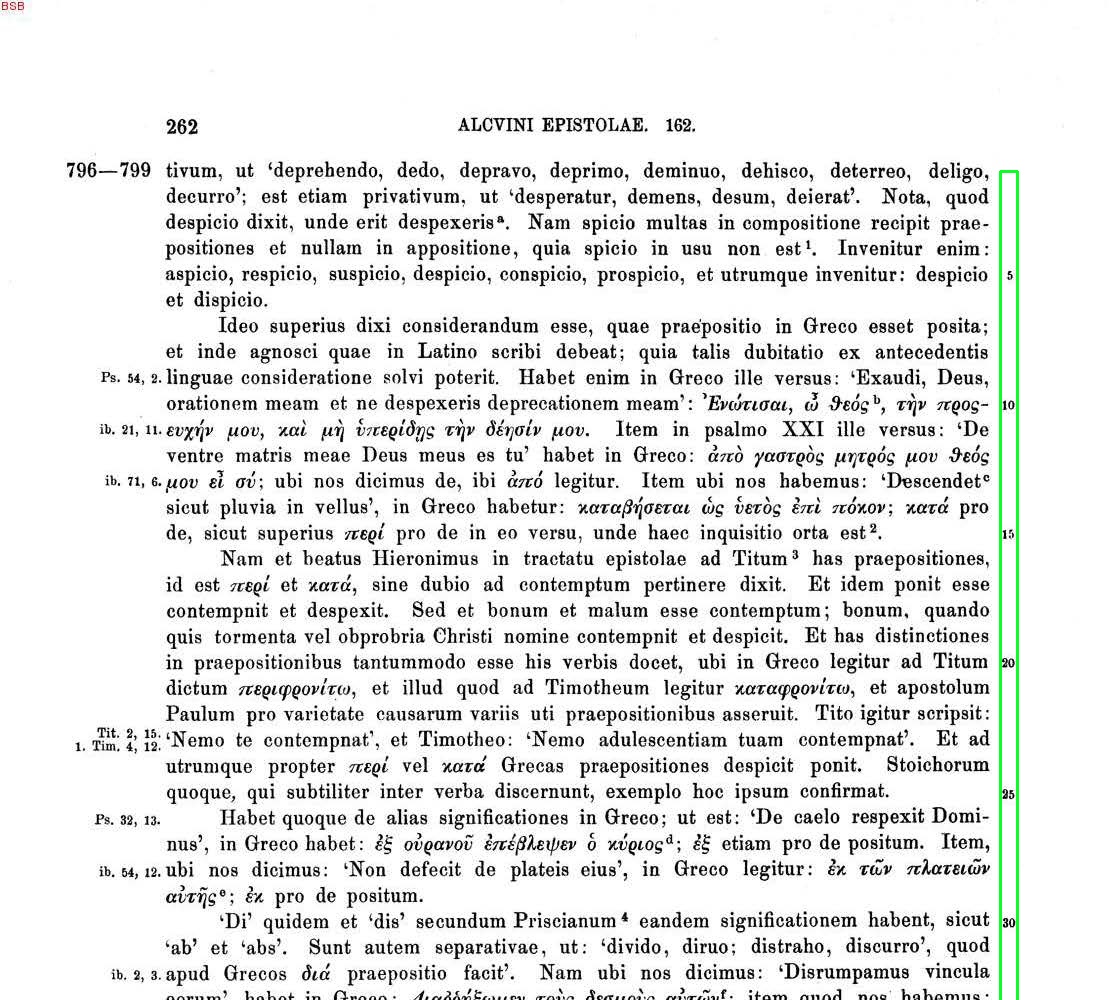 BSB
262 ALCVINI EPISTOLAE. 162.
796—799 tivum, ut ‘deprehendo, dedo, depravo, deprimo, deminuo, dehisco, deterreo, deligo,
decurro’; est etiam privativum, ut ‘desperatur, demens, desum, deierat’. Nota, quod
despicio dixit, unde erit despexeris ᵃ. Nam spicio multas in compositione recipit prae-
positiones et nullam in appositione, quia spicio in usu non est ¹. Invenitur enim:
aspicio, respicio, suspicio, despicio, conspicio, prospicio, et utrumque invenitur: despicio 5
et dispicio.
Ideo superius dixi considerandum esse, quae praepositio in Greco esset posita;
et inde agnosci quae in Latino scribi debeat; quia talis dubitatio ex antecedentis
Ps. 54, 2. linguae consideratione solvi poterit. Habet enim in Greco ille versus: ‘Exaudi, Deus,
orationem meam et ne despexeris deprecationem meam’: Ἐνώτισαι, ὦ θεός ᵇ, τὴν προς- 10
ib. 21, 11. ευχήν μου, καὶ μὴ ὑπερίδῃς τὴν δέησίν μου. Item in psalmo XXI ille versus: ‘De
ventre matris meae Deus meus es tu’ habet in Greco: ἀπὸ γαστρὸς μητρός μου θεός
ib. 71, 6. μου εἶ σύ; ubi nos dicimus de, ibi ἀπό legitur. Item ubi nos habemus: ‘Descendet ᶜ
sicut pluvia in vellus’, in Greco habetur: καταβήσεται ὡς ὑετὸς ἐπὶ πόκον; κατά pro
de, sicut superius περί pro de in eo versu, unde haec inquisitio orta est ². 15
Nam et beatus Hieronimus in tractatu epistolae ad Titum ³ has praepositiones,
id est περί et κατά, sine dubio ad contemptum pertinere dixit. Et idem ponit esse
contempnit et despexit. Sed et bonum et malum esse contemptum; bonum, quando
quis tormenta vel obprobria Christi nomine contempnit et despicit. Et has distinctiones
in praepositionibus tantummodo esse his verbis docet, ubi in Greco legitur ad Titum 20
dictum περιφρονίτω, et illud quod ad Timotheum legitur καταφρονίτω, et apostolum
Paulum pro varietate causarum variis uti praepositionibus asseruit. Tito igitur scripsit:
Tit. 2, 15.
1. Tim. 4, 12. ‘Nemo te contempnat’, et Timotheo: ‘Nemo adulescentiam tuam contempnat’. Et ad
utrumque propter περί vel κατά Grecas praepositiones despicit ponit. Stoichorum
quoque, qui subtiliter inter verba discernunt, exemplo hoc ipsum confirmat. 25
Ps. 32, 13. Habet quoque de alias significationes in Greco; ut est: ‘De caelo respexit Domi-
nus’, in Greco habet: ἐξ οὐρανοῦ ἐπέβλεψεν ὁ κύριος ᵈ; ἐξ etiam pro de positum. Item,
ib. 54, 12. ubi nos dicimus: ‘Non defecit de plateis eius’, in Greco legitur: ἐκ τῶν πλατειῶν
αὐτῆς ᵉ; ἐκ pro de positum.
‘Di’ quidem et ‘dis’ secundum Priscianum ⁴ eandem significationem habent, sicut 30
‘ab’ et ‘abs’. Sunt autem separativae, ut: ‘divido, diruo; distraho, discurro’, quod
ib. 2, 3. apud Grecos διά praepositio facit’. Nam ubi nos dicimus: ‘Disrumpamus vincula
eorum’, habet in Greco: Διαῤῥήξωμεν τοὺς δεσμοὺς αὐτῶν ᶠ; item quod nos habemus: